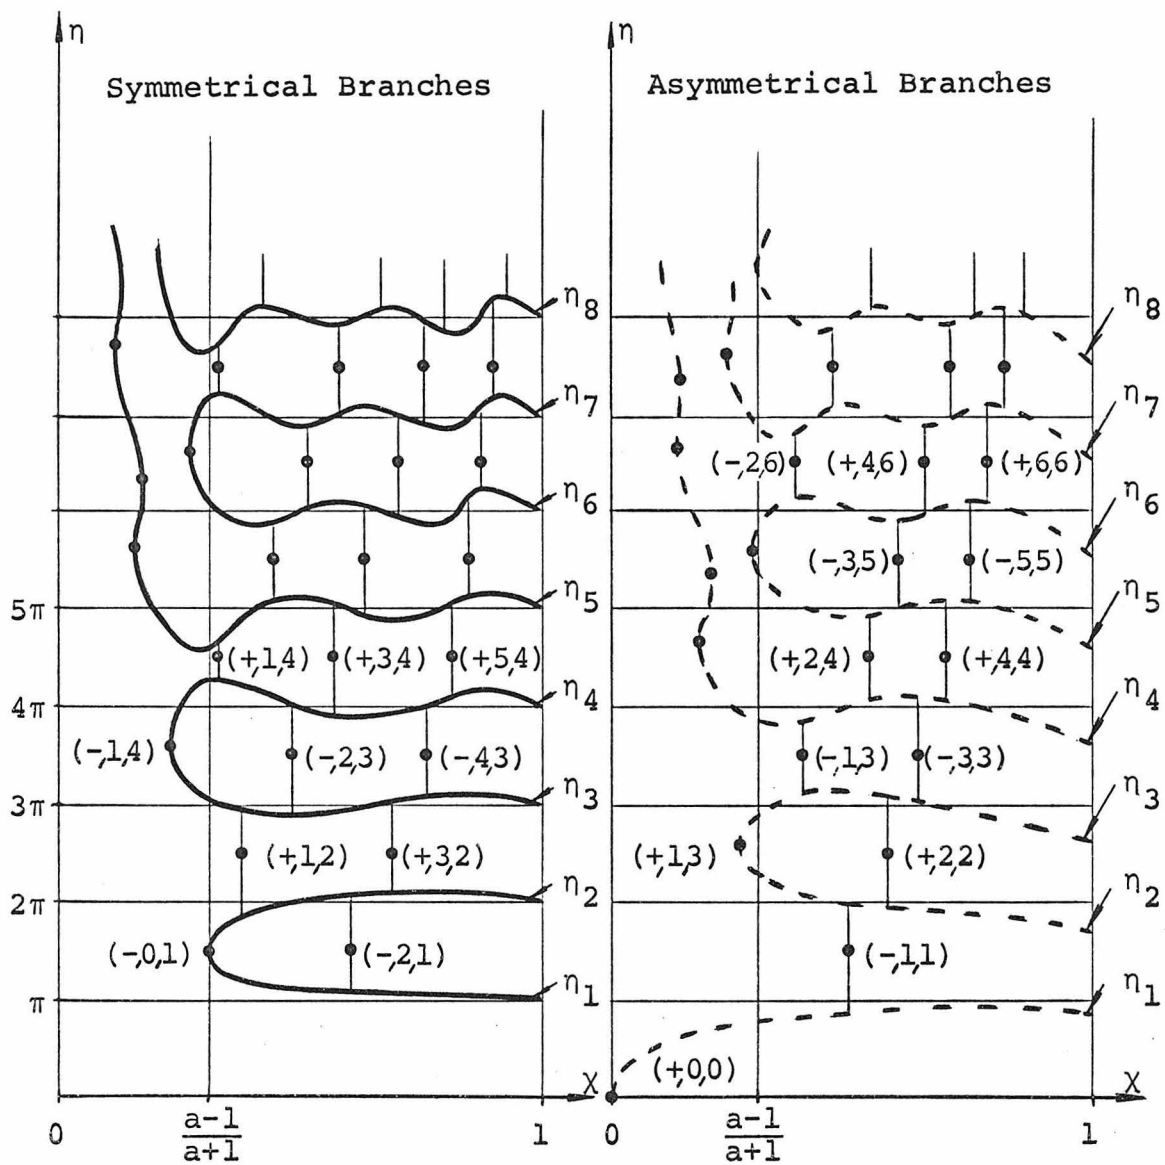 η η
Symmetrical Branches Asymmetrical Branches
η8 η8
η7 η7
(-,2,6) (+,4,6) (+,6,6)
η6 η6
(-,3,5) (-,5,5)
5π η5 η5
(+,1,4) (+,3,4) (+,5,4) (+,2,4) (+,4,4)
4π η4 η4
(-,1,4) (-,2,3) (-,4,3) (-,1,3) (-,3,3)
3π η3 η3
(+,1,2) (+,3,2) (+,1,3) (+,2,2)
2π η2 η2
(-,0,1) (-,2,1) (-,1,1)
π η1 η1
(+,0,0)
χ χ
0 a-1 1 0 a-1 1
a+1 a+1